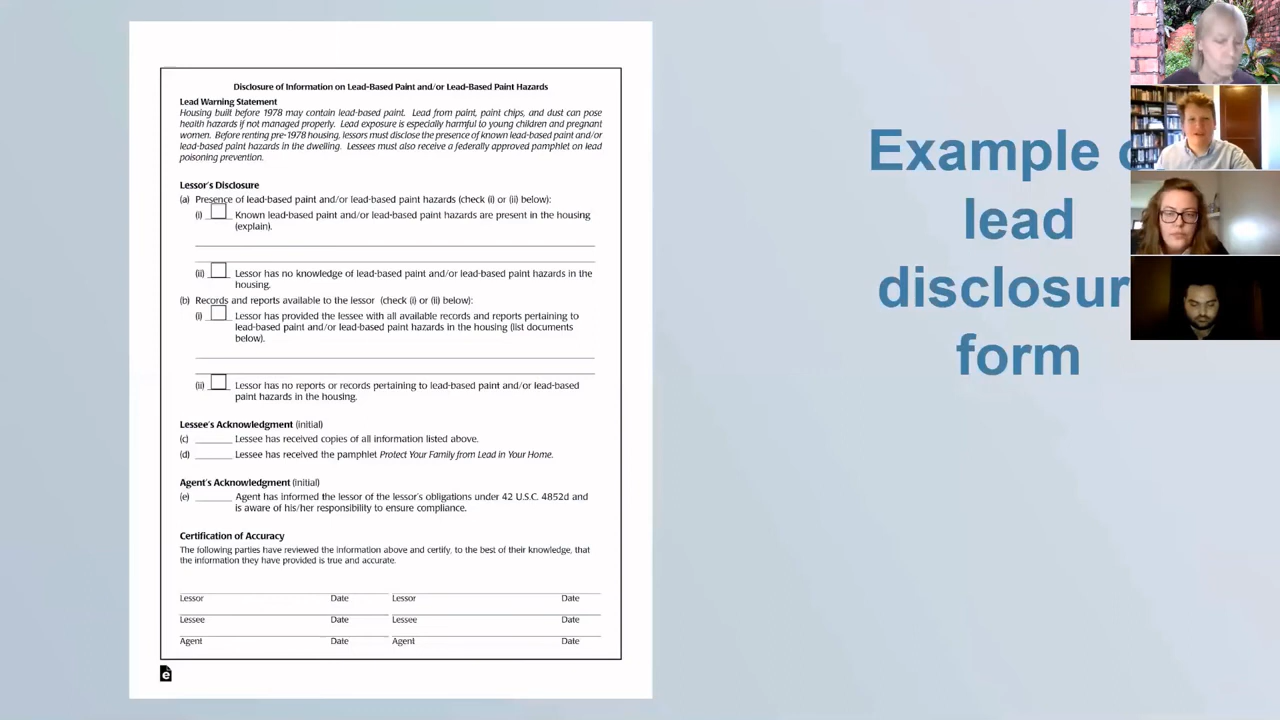 Disclosure of Information on Lead-Based Paint and/or Lead-Based Paint Hazards
Lead Warning Statement
Housing built before 1978 may contain lead-based paint. Lead from paint, paint chips, and dust can pose
health hazards if not managed properly. Lead exposure is especially harmful to young children and pregnant
women. Before renting pre-1978 housing, lessors must disclose the presence of known lead-based paint and/or
lead-based paint hazards in the dwelling. Lessees must also receive a federally approved pamphlet on lead
poisoning prevention.
Lessor's Disclosure
(a) Presence of lead-based paint and/or lead-based paint hazards (check (i) or (ii) below):
(i) Known lead-based paint and/or lead-based paint hazards are present in the housing
(explain).
(ii) Lessor has no knowledge of lead-based paint and/or lead-based paint hazards in the
housing.
(b) Records and reports available to the lessor (check (i) or (ii) below):
(i) Lessor has provided the lessee with all available records and reports pertaining to
lead-based paint and/or lead-based paint hazards in the housing (list documents
below).
(ii) Lessor has no reports or records pertaining to lead-based paint and/or lead-based
paint hazards in the housing.
Lessee's Acknowledgment (initial)
(c) ________ Lessee has received copies of all information listed above.
(d) ________ Lessee has received the pamphlet Protect Your Family from Lead in Your Home.
Agent's Acknowledgment (initial)
(e) ________ Agent has informed the lessor of the lessor's obligations under 42 U.S.C. 4852d and
is aware of his/her responsibility to ensure compliance.
Certification of Accuracy
The following parties have reviewed the information above and certify, to the best of their knowledge, that
the information they have provided is true and accurate.
Lessor Date Lessor Date
Lessee Date Lessee Date
Agent Date Agent Date
e
Example
lead
disclosur
form